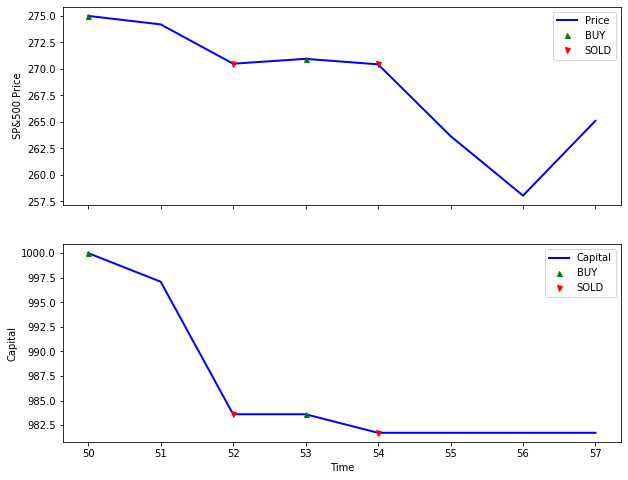 275.0
272.5
270.0
267.5
265.0
262.5
260.0
257.5
SP&500 Price
Price
BUY
SOLD
1000.0
997.5
995.0
992.5
990.0
987.5
985.0
982.5
Capital
Capital
BUY
SOLD
50 51 52 53 54 55 56 57
Time